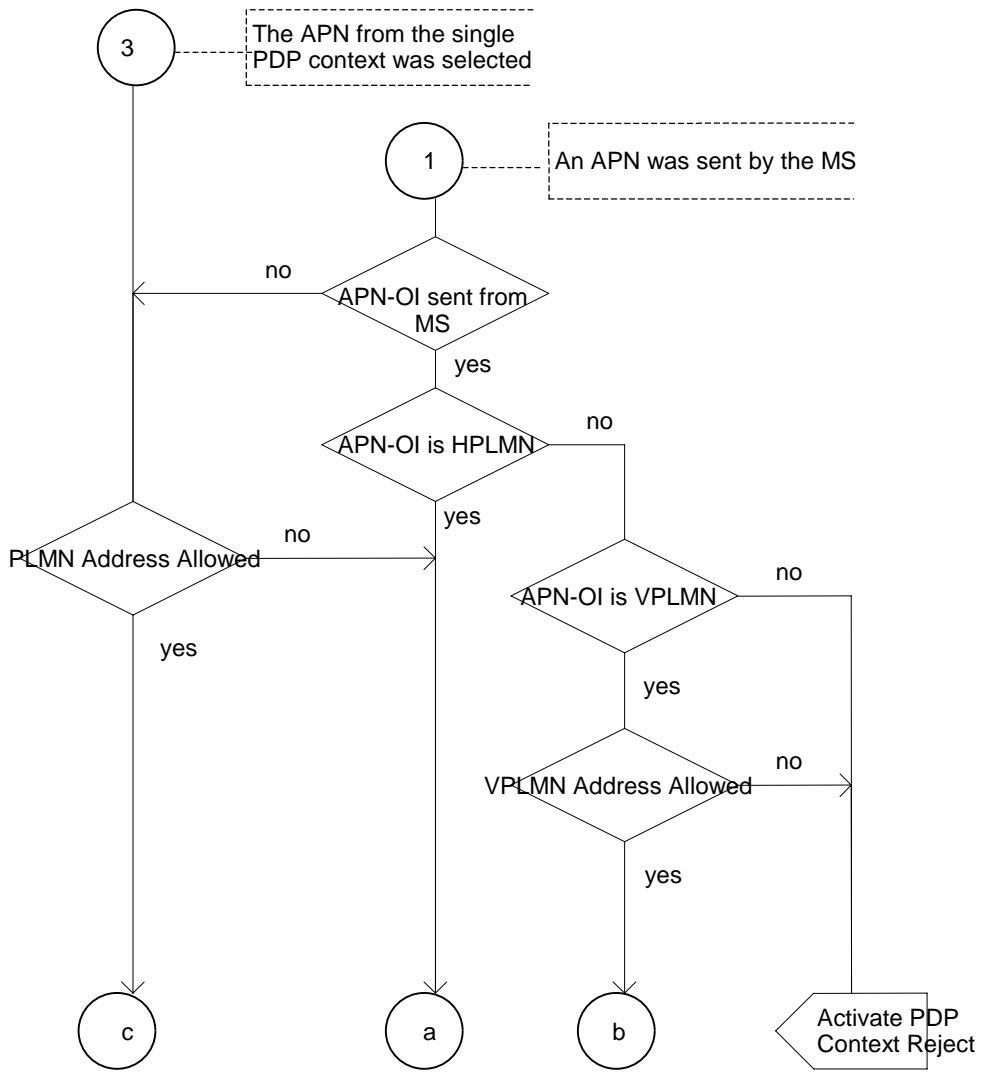 3
The APN from the single
PDP context was selected
1
An APN was sent by the MS
no
APN-OI sent from
MS
yes
no
APN-OI is HPLMN
yes
no
PLMN Address Allowed
no
APN-OI is VPLMN
yes
yes
no
VPLMN Address Allowed
yes
c
a
b
Activate PDP
Context Reject